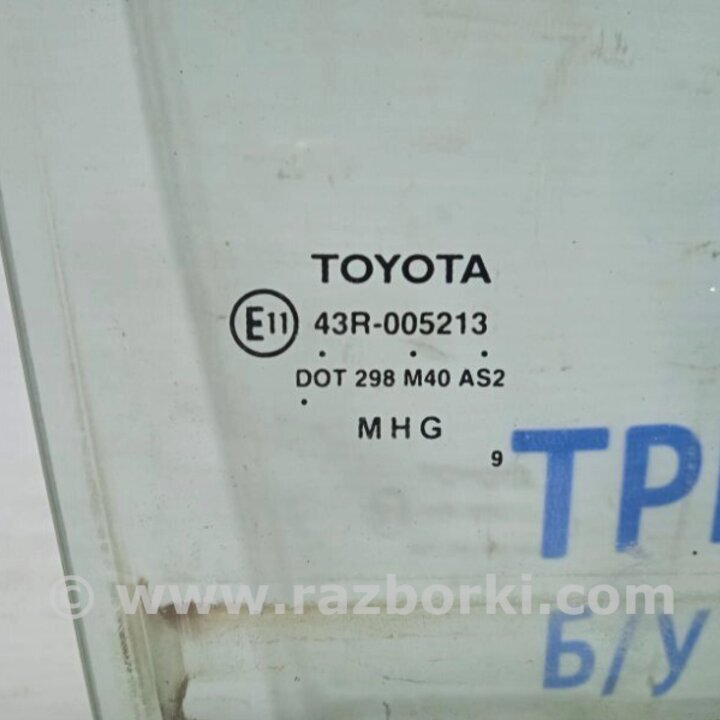 TOYOTA
E11 43R-005213
DOT 298 M40 AS2
MHG
9
© www.razborki.com
Б/У